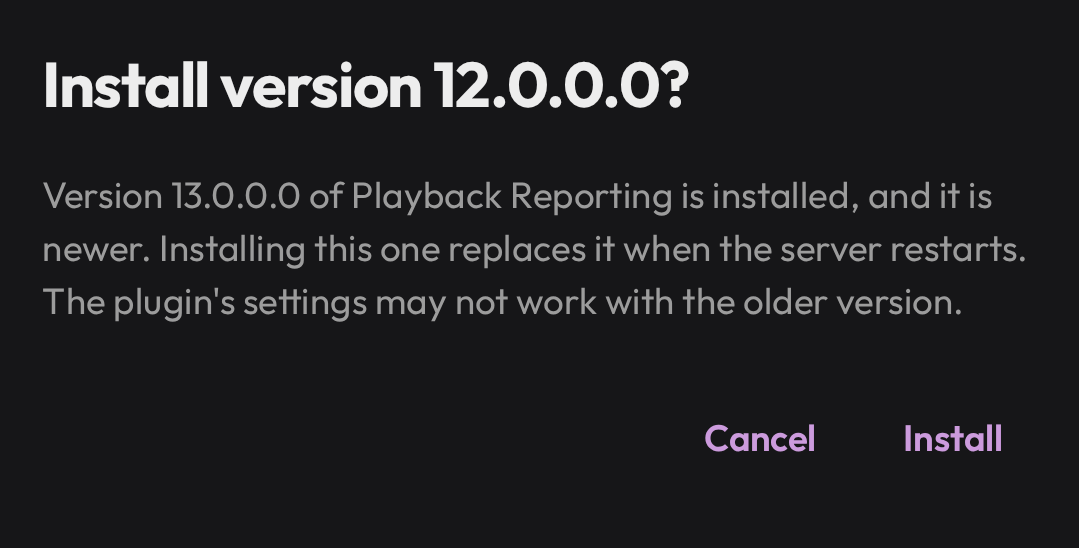 Install version 12.0.0.0?
Version 13.0.0.0 of Playback Reporting is installed, and it is
newer. Installing this one replaces it when the server restarts.
The plugin's settings may not work with the older version.
Cancel Install